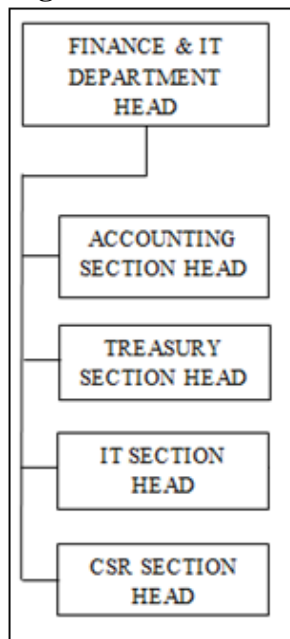 FINANCE & IT
DEPARTMENT
HEAD
ACCOUNTING
SECTION HEAD
TREASURY
SECTION HEAD
IT SECTION
HEAD
CSR SECTION
HEAD